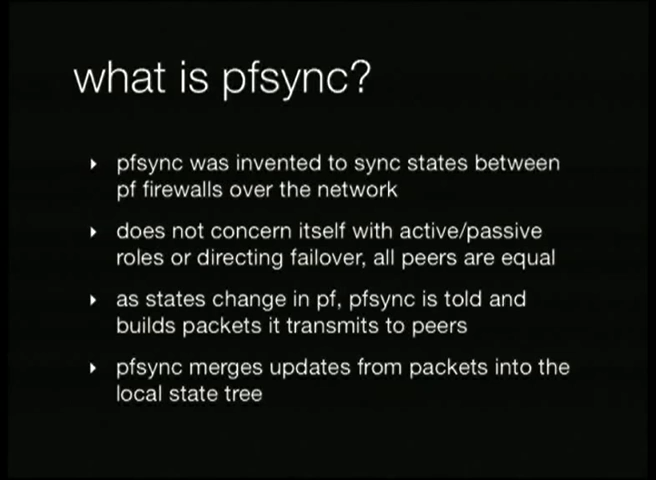 what is pfsync?
‣ pfsync was invented to sync states between
pf firewalls over the network
‣ does not concern itself with active/passive
roles or directing failover, all peers are equal
‣ as states change in pf, pfsync is told and
builds packets it transmits to peers
‣ pfsync merges updates from packets into the
local state tree